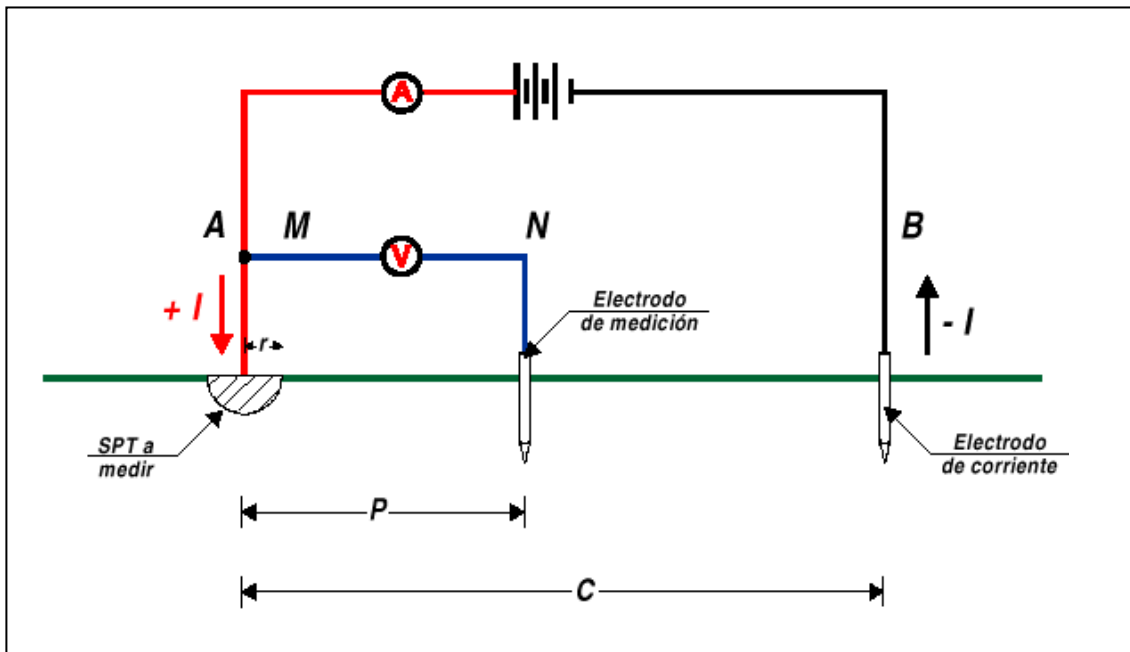 A
A M N B
V
+ I
r
Electrodo
de medición
- I
SPT a
medir
Electrodo
de corriente
P
C